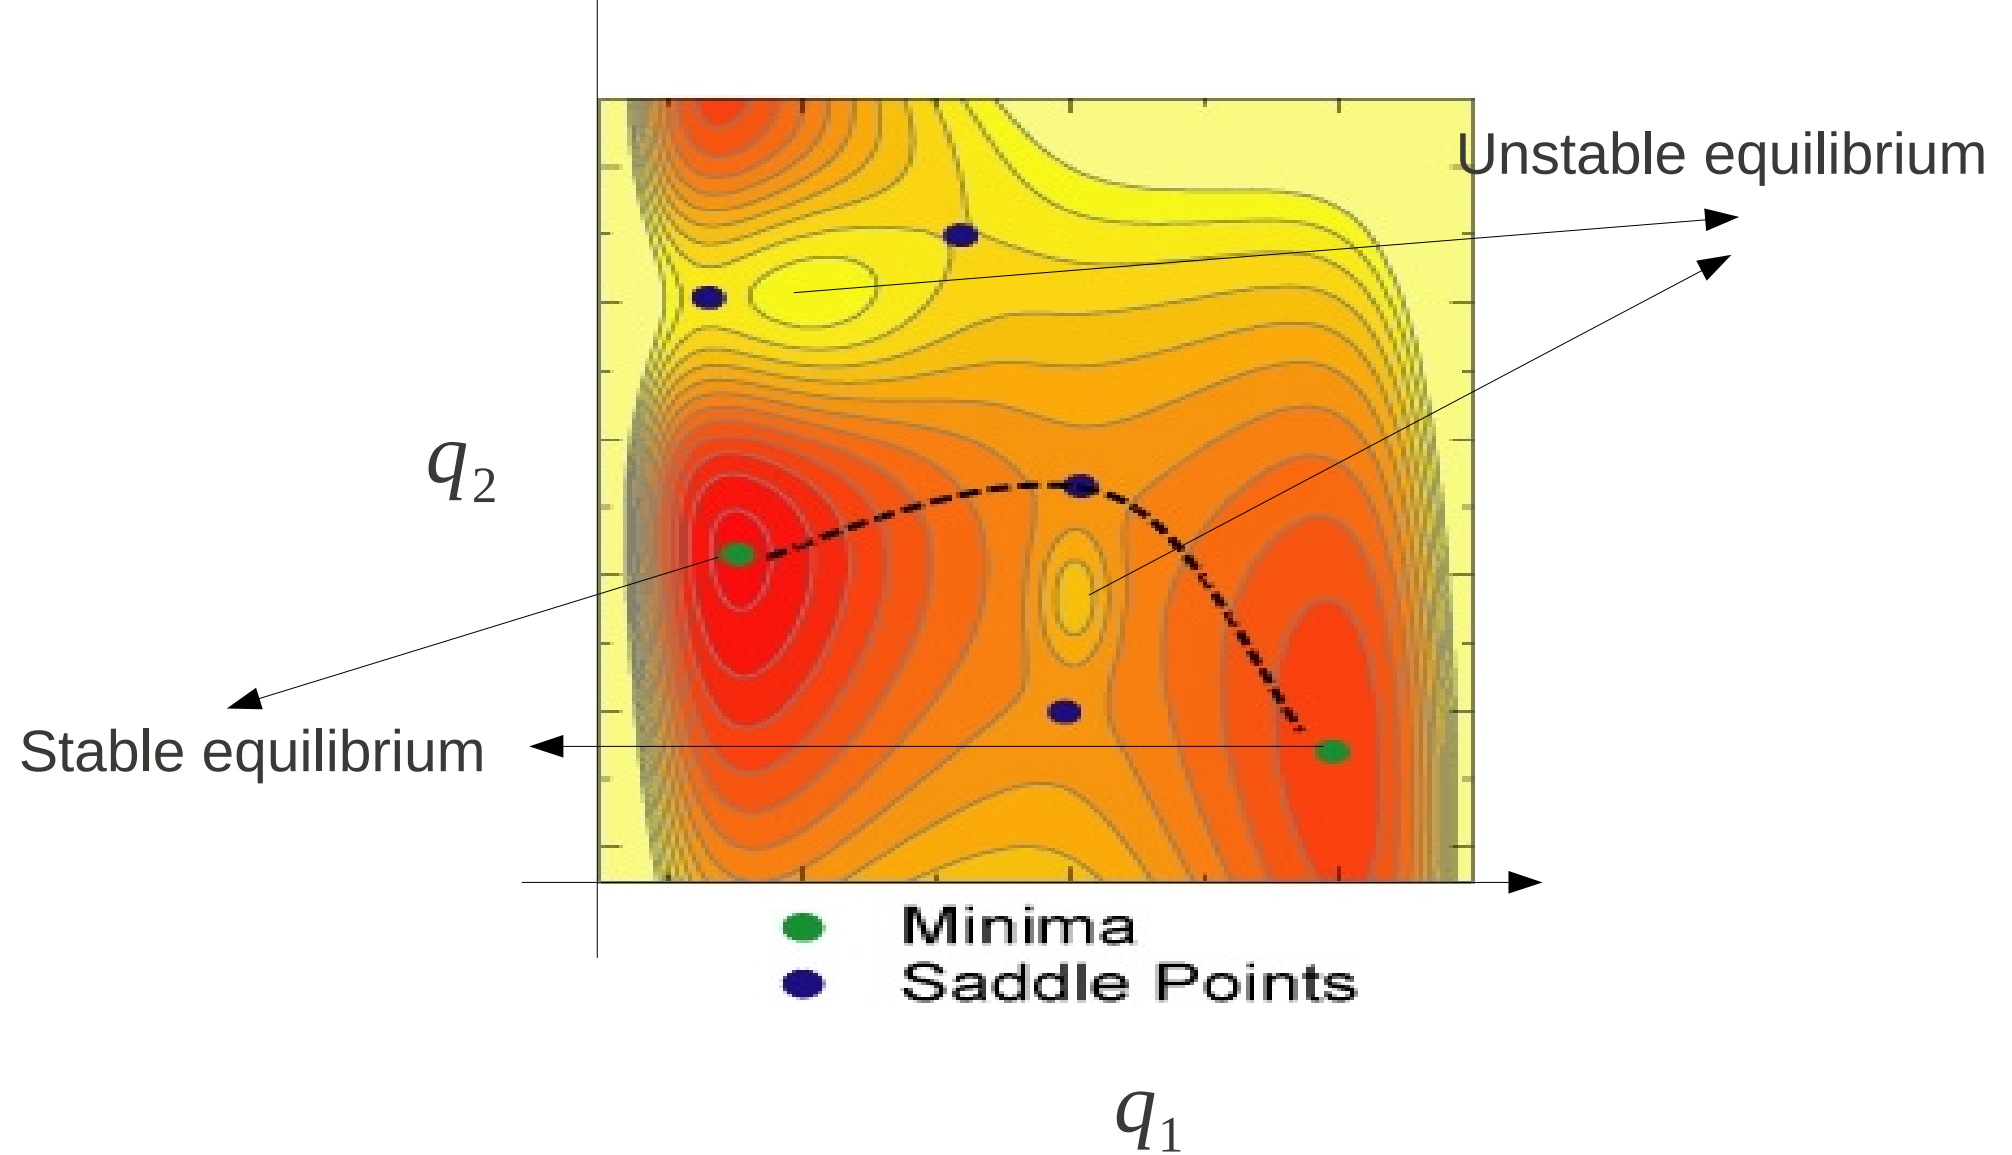 Unstable equilibrium
q2
Stable equilibrium
Minima
Saddle Points
q1